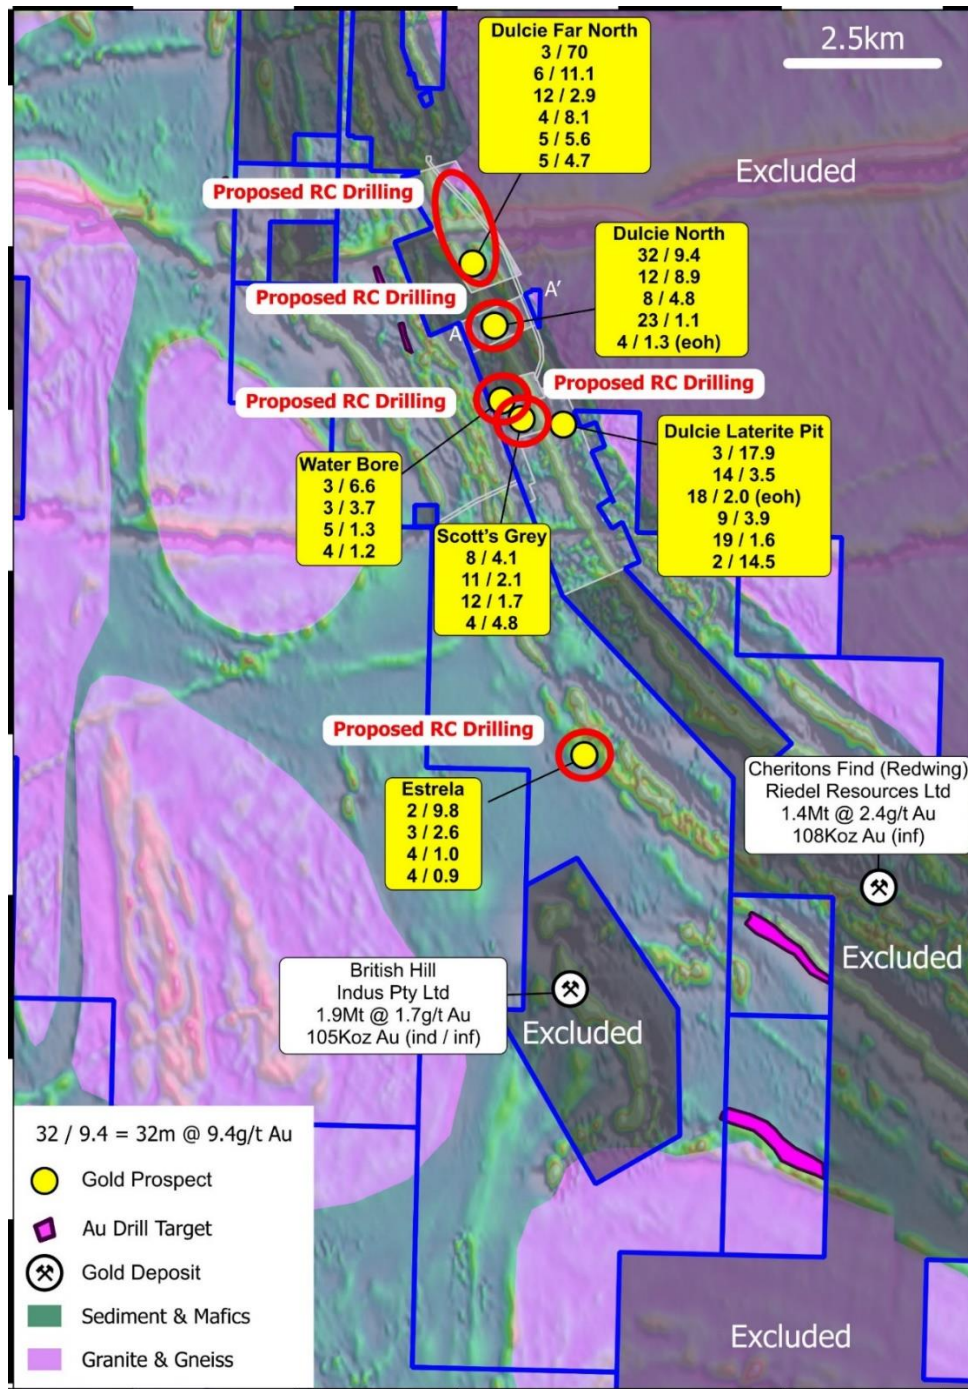 Dulcie Far North
3 / 70
6 / 11.1
12 / 2.9
4 / 8.1
5 / 5.6
5 / 4.7
2.5km
Excluded
Proposed RC Drilling
Dulcie North
32 / 9.4
12 / 8.9
8 / 4.8
23 / 1.1
4 / 1.3 (eoh)
Proposed RC Drilling
A'
A
Proposed RC Drilling
Proposed RC Drilling
Dulcie Laterite Pit
3 / 17.9
14 / 3.5
18 / 2.0 (eoh)
9 / 3.9
19 / 1.6
2 / 14.5
Water Bore
3 / 6.6
3 / 3.7
5 / 1.3
4 / 1.2
Scott's Grey
8 / 4.1
11 / 2.1
12 / 1.7
4 / 4.8
Proposed RC Drilling
Estrela
2 / 9.8
3 / 2.6
4 / 1.0
4 / 0.9
Cheritons Find (Redwing)
Riedel Resources Ltd
1.4Mt @ 2.4g/t Au
108Koz Au (inf)
Excluded
British Hill
Indus Pty Ltd
1.9Mt @ 1.7g/t Au
105Koz Au (ind / inf)
Excluded
32 / 9.4 = 32m @ 9.4g/t Au
Gold Prospect
Au Drill Target
Gold Deposit
Sediment & Mafics
Granite & Gneiss
Excluded